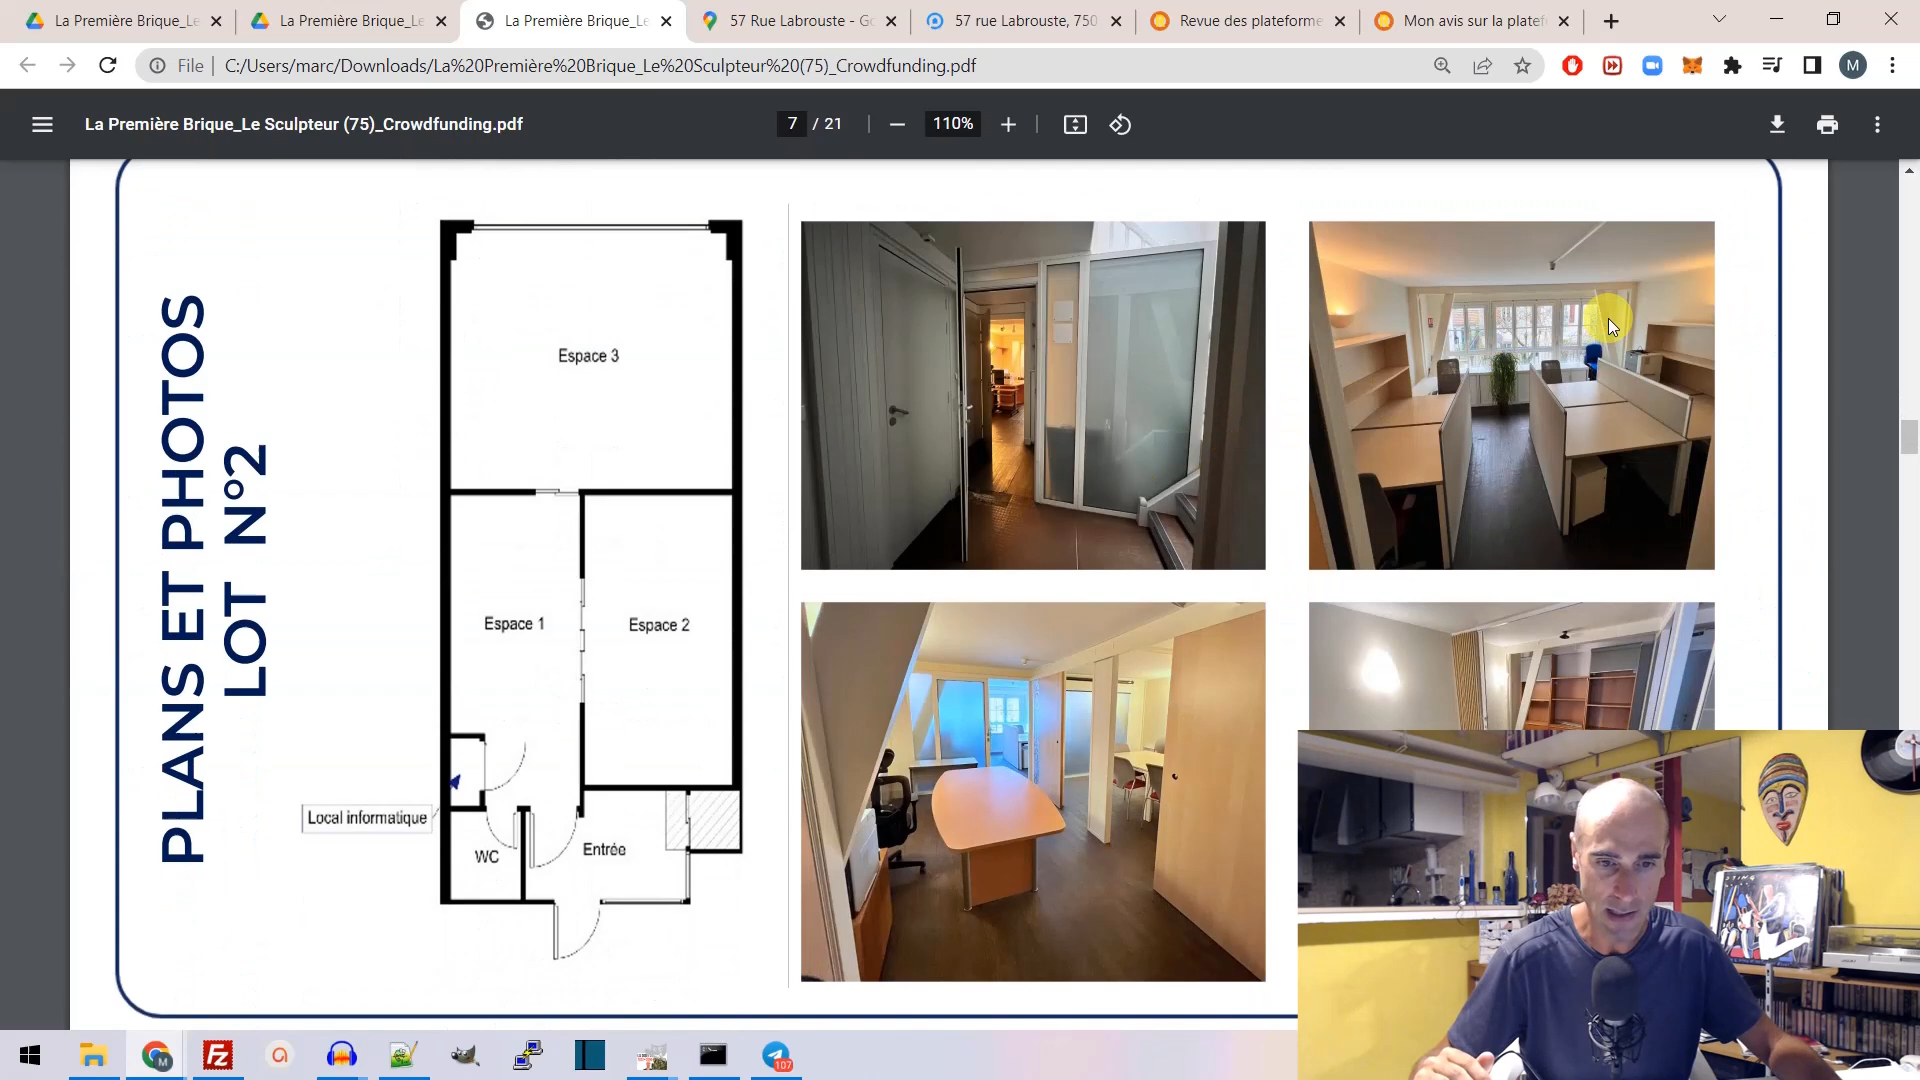 La Première Brique_Le
La Première Brique_Le
La Première Brique_Le
57 Rue Labrouste - Go
57 rue Labrouste, 750
Revue des plateforme
Mon avis sur la platef
File
C:/Users/marc/Downloads/La%20Première%20Brique_Le%20Sculpteur%20(75)_Crowdfunding.pdf
M
La Première Brique_Le Sculpteur (75)_Crowdfunding.pdf
7 / 21
110%
PLANS ET PHOTOS
LOT N°2
Espace 3
Espace 1
Espace 2
Local informatique
WC
Entrée
FZ
M
107